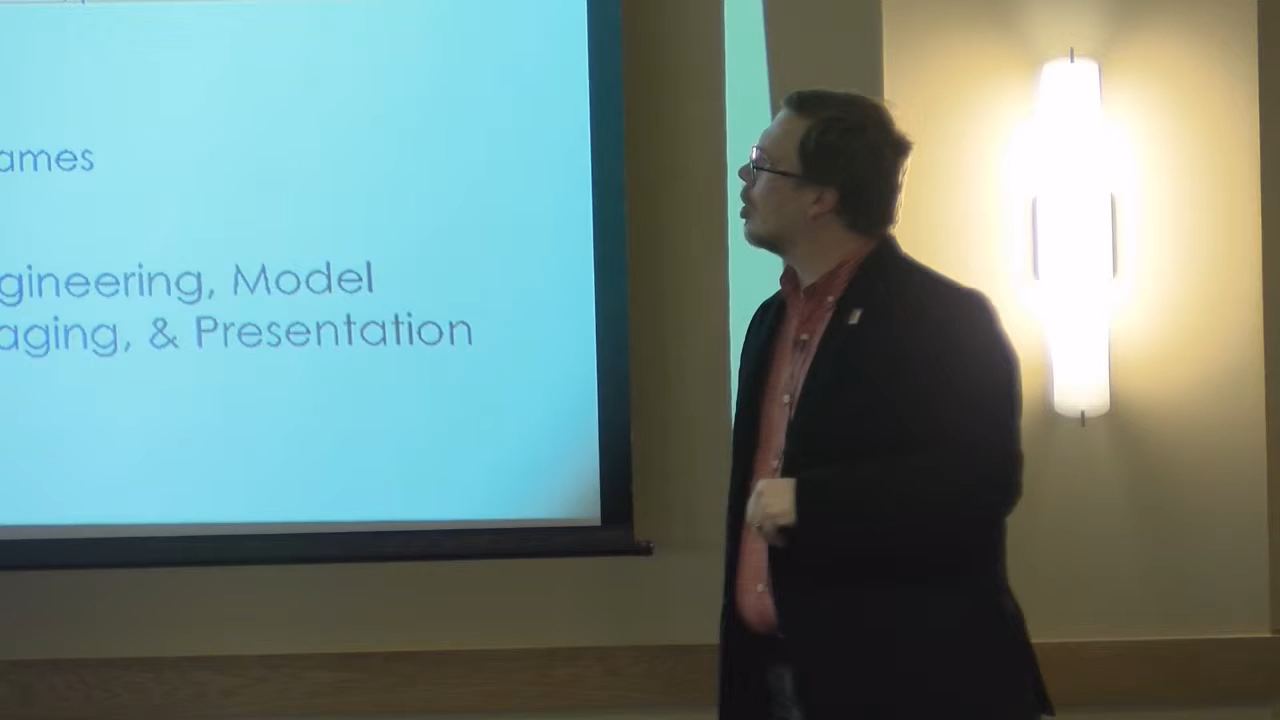 ames
gineering, Model
aging, & Presentation